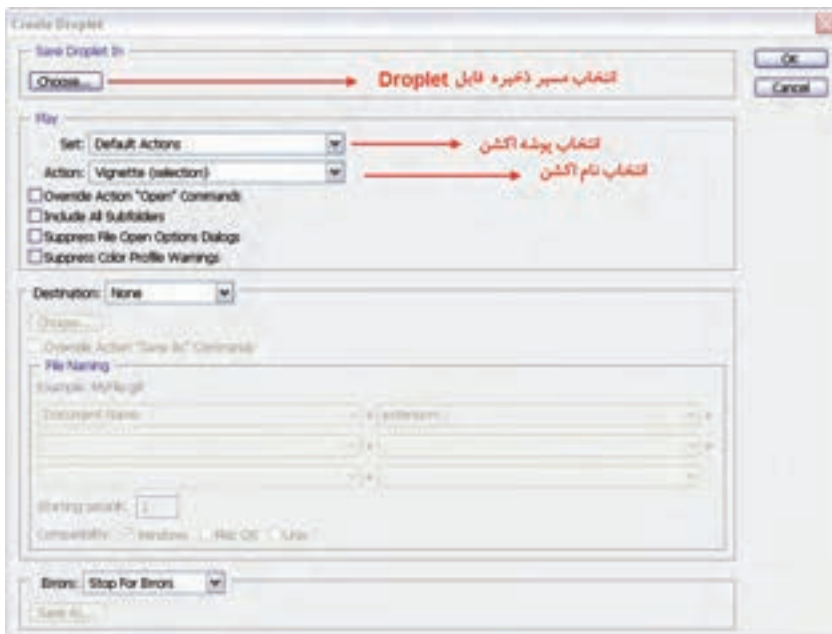 Create Droplet
Save Droplet In
Choose... انتخاب مسیر ذخیره فایل Droplet
OK
Cancel
Play
Set: Default Actions انتخاب پوشه اکشن
Action: Vignette (selection) انتخاب نام اکشن
Override Action "Open" Commands
Include All Subfolders
Suppress File Open Options Dialogs
Suppress Color Profile Warnings
Destination: None
Choose...
Override Action "Save As" Commands
File Naming
Example: MyFile.gif
Document Name + extension +
+ +
+
Starting serial#: 1
Compatibility: Windows Mac OS Unix
Errors: Stop For Errors
Save As...